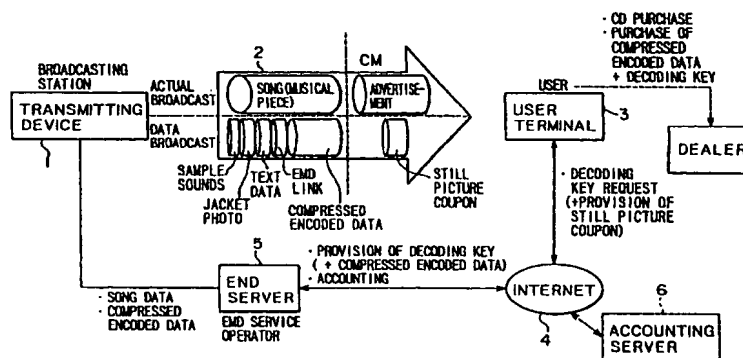 BROADCASTING
STATION
TRANSMITTING
DEVICE
1
ACTUAL
BROADCAST
DATA
BROADCAST
2
SONG(MUSICAL
PIECE)
CM
ADVERTISE-
MENT
SAMPLE
SOUNDS
JACKET
PHOTO
TEXT
DATA
EMD
LINK
COMPRESSED
ENCODED DATA
STILL
PICTURE
COUPON
· CD PURCHASE
· PURCHASE OF
COMPRESSED
ENCODED DATA
+ DECODING KEY
USER
USER
TERMINAL
3
DEALER
· DECODING
KEY REQUEST
(+PROVISION OF
STILL PICTURE
COUPON)
· PROVISION OF DECODING KEY
( + COMPRESSED ENCODED DATA)
· ACCOUNTING
5
END
SERVER
EMD SERVICE
OPERATOR
· SONG DATA
· COMPRESSED
ENCODED DATA
INTERNET
4
6
ACCOUNTING
SERVER